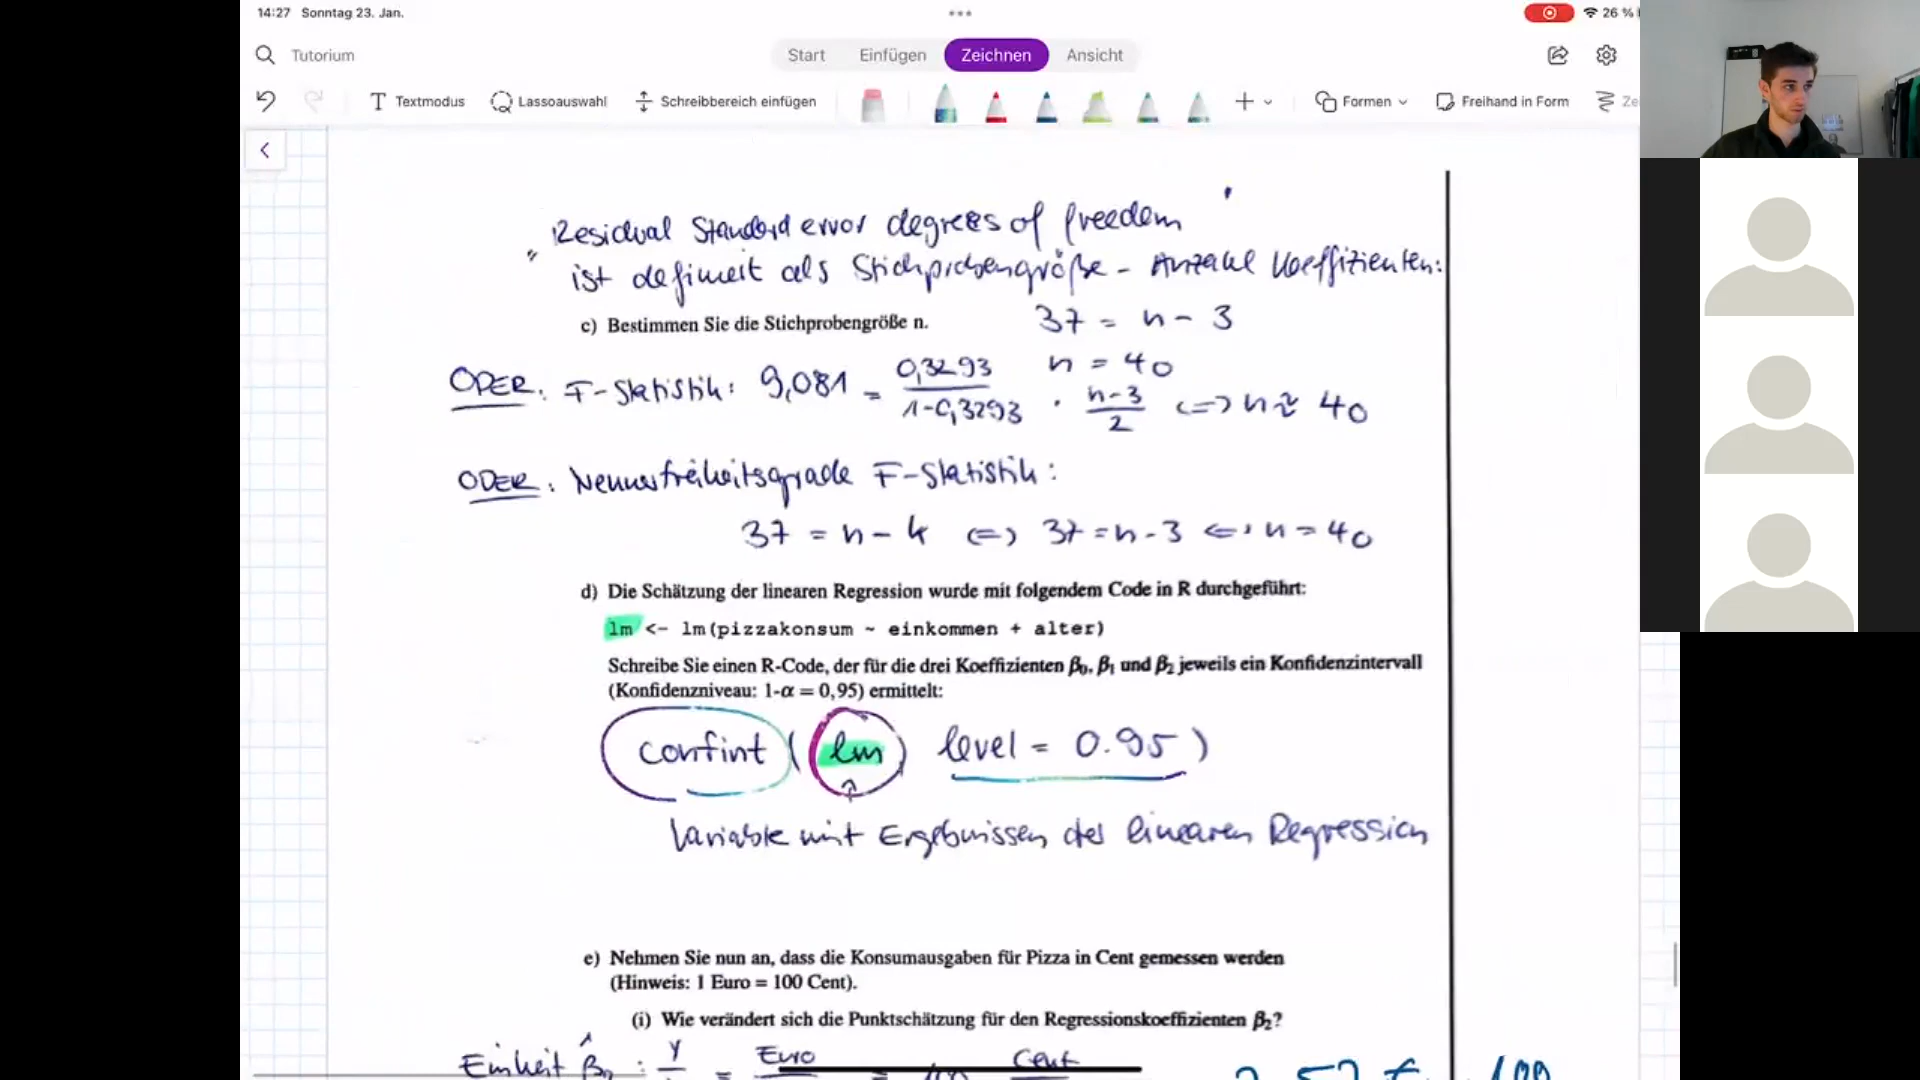 14:27 Sonntag 23. Jan.
26 %
Tutorium
Start Einfügen Zeichnen Ansicht
Textmodus Lassoauswahl Schreibbereich einfügen Formen Freihand in Form
" Residual Standard error degrees of freedom "
ist definiert als Stichprobengröße - Anzahl Koeffizienten:
c) Bestimmen Sie die Stichprobengröße n. 37 = n - 3
n = 40
ODER: F-Statistik: 9,081 = 0,3293 / 1-0,3293 · n-3 / 2 <=> n ≈ 40
ODER: Nennerfreiheitsgrade F-Statistik:
37 = n - k <=> 37 = n - 3 <=> n = 40
d) Die Schätzung der linearen Regression wurde mit folgendem Code in R durchgeführt:
lm <- lm(pizzakonsum ~ einkommen + alter)
Schreibe Sie einen R-Code, der für die drei Koeffizienten β0, β1 und β2 jeweils ein Konfidenzintervall
(Konfidenzniveau: 1-α = 0,95) ermittelt:
confint ( lm, level = 0.95 )
Variable mit Ergebnissen der linearen Regression
e) Nehmen Sie nun an, dass die Konsumausgaben für Pizza in Cent gemessen werden
(Hinweis: 1 Euro = 100 Cent).
(i) Wie verändert sich die Punktschätzung für den Regressionskoeffizienten β2?
Einheit : Y = Euro = Cent